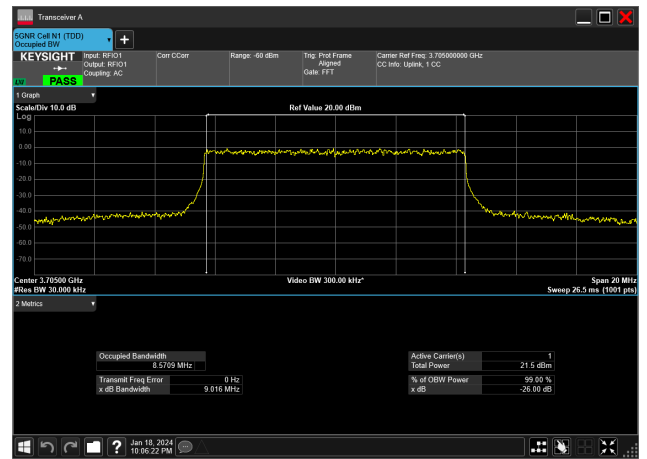 Transceiver A
5GNR Cell N1 (TDD)
Occupied BW
KEYSIGHT
LW
PASS
Input: RFIO1
Output: RFIO1
Coupling: AC
Corr CCorr
Range: -60 dBm
Trig: Prot Frame
Aligned
Gate: FFT
Carrier Ref Freq: 3.705000000 GHz
CC Info: Uplink, 1 CC
1 Graph
Scale/Div 10.0 dB
Ref Value 20.00 dBm
Log
10.0
0.00
-10.0
-20.0
-30.0
-40.0
-50.0
-60.0
-70.0
Center 3.70500 GHz
Video BW 300.00 kHz*
Span 20 MHz
#Res BW 30.000 kHz
Sweep 26.5 ms (1001 pts)
2 Metrics
Occupied Bandwidth
8.5709 MHz
Transmit Freq Error 0 Hz
x dB Bandwidth 9.016 MHz
Active Carrier(s) 1
Total Power 21.5 dBm
% of OBW Power 99.00 %
x dB -26.00 dB
Jan 18, 2024
10:06:22 PM